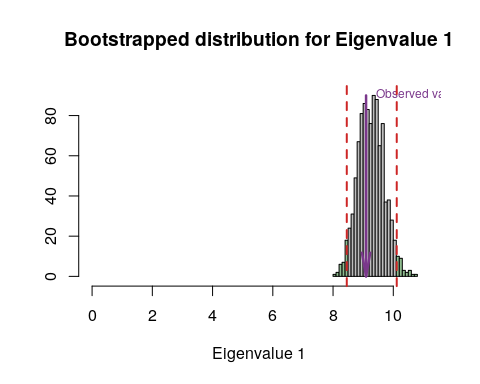 Bootstrapped distribution for Eigenvalue 1
Observed va
80
60
40
20
0
0 2 4 6 8 10
Eigenvalue 1